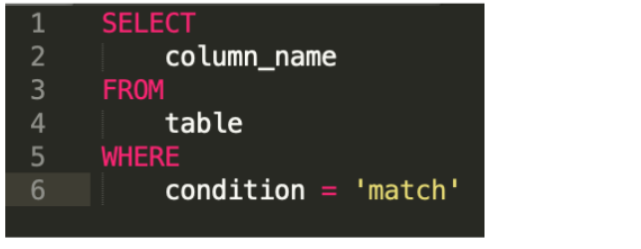 1 SELECT
2 column_name
3 FROM
4 table
5 WHERE
6 condition = 'match'